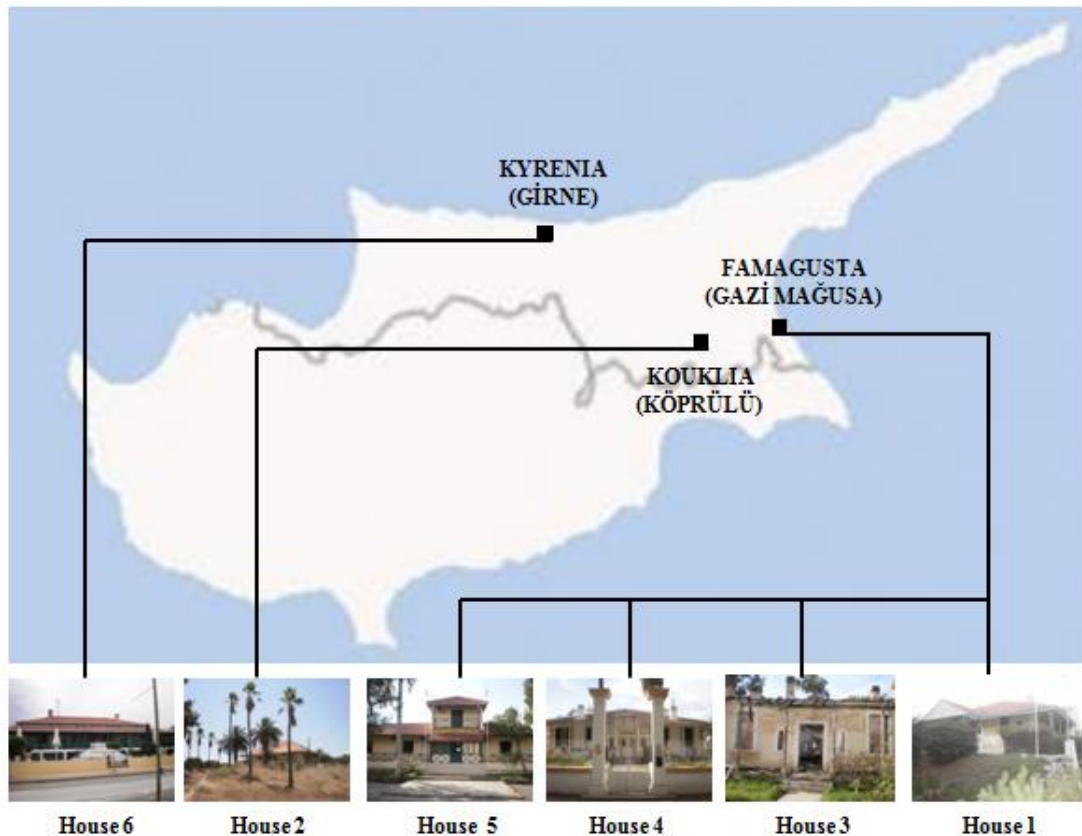 KYRENIA
(GİRNE)
FAMAGUSTA
(GAZİ MAĞUSA)
KOUKLIA
(KÖPRÜLÜ)
House 6
House 2
House 5
House 4
House 3
House 1